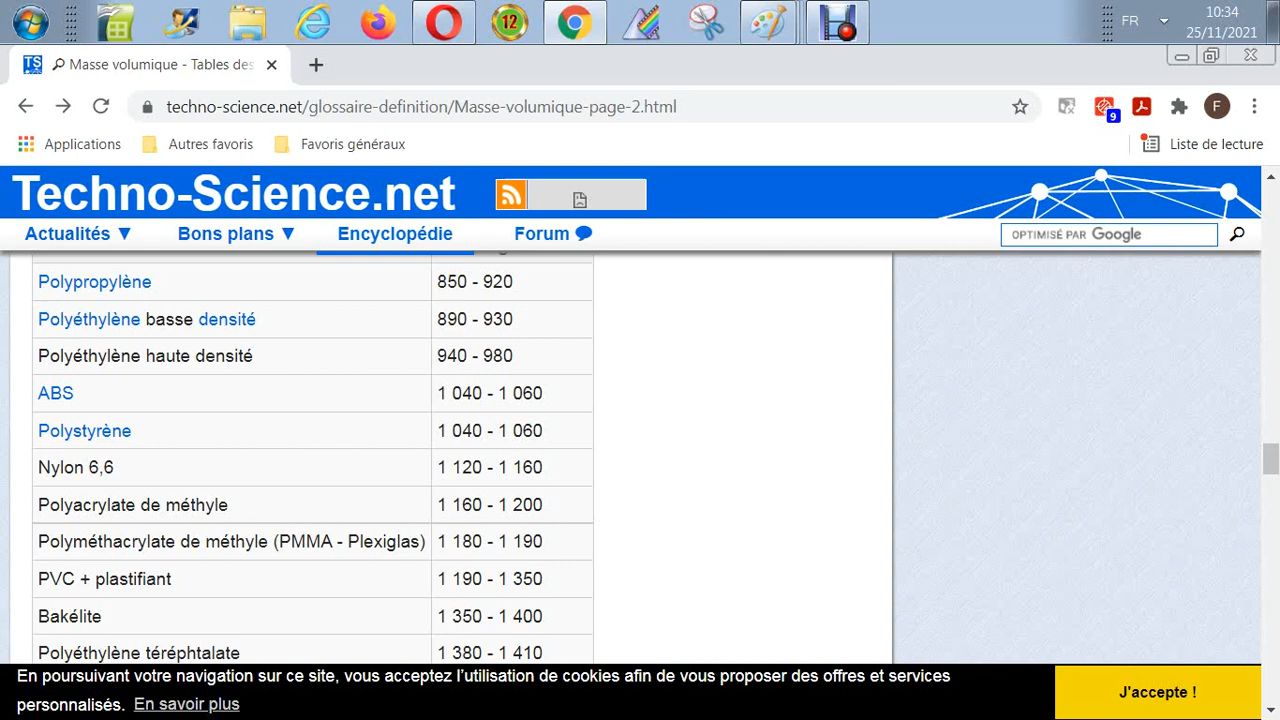 12
FR
10:34
25/11/2021
TS
Masse volumique - Tables des
techno-science.net/glossaire-definition/Masse-volumique-page-2.html
9
F
Applications
Autres favoris
Favoris généraux
Liste de lecture
Techno-Science.net
Actualités ▼
Bons plans ▼
Encyclopédie
Forum
OPTIMISÉ PAR Google
Polypropylène 850 - 920
Polyéthylène basse densité 890 - 930
Polyéthylène haute densité 940 - 980
ABS 1 040 - 1 060
Polystyrène 1 040 - 1 060
Nylon 6,6 1 120 - 1 160
Polyacrylate de méthyle 1 160 - 1 200
Polyméthacrylate de méthyle (PMMA - Plexiglas) 1 180 - 1 190
PVC + plastifiant 1 190 - 1 350
Bakélite 1 350 - 1 400
Polyéthylène téréphtalate 1 380 - 1 410
En poursuivant votre navigation sur ce site, vous acceptez l'utilisation de cookies afin de vous proposer des offres et services
personnalisés. En savoir plus
J'accepte !